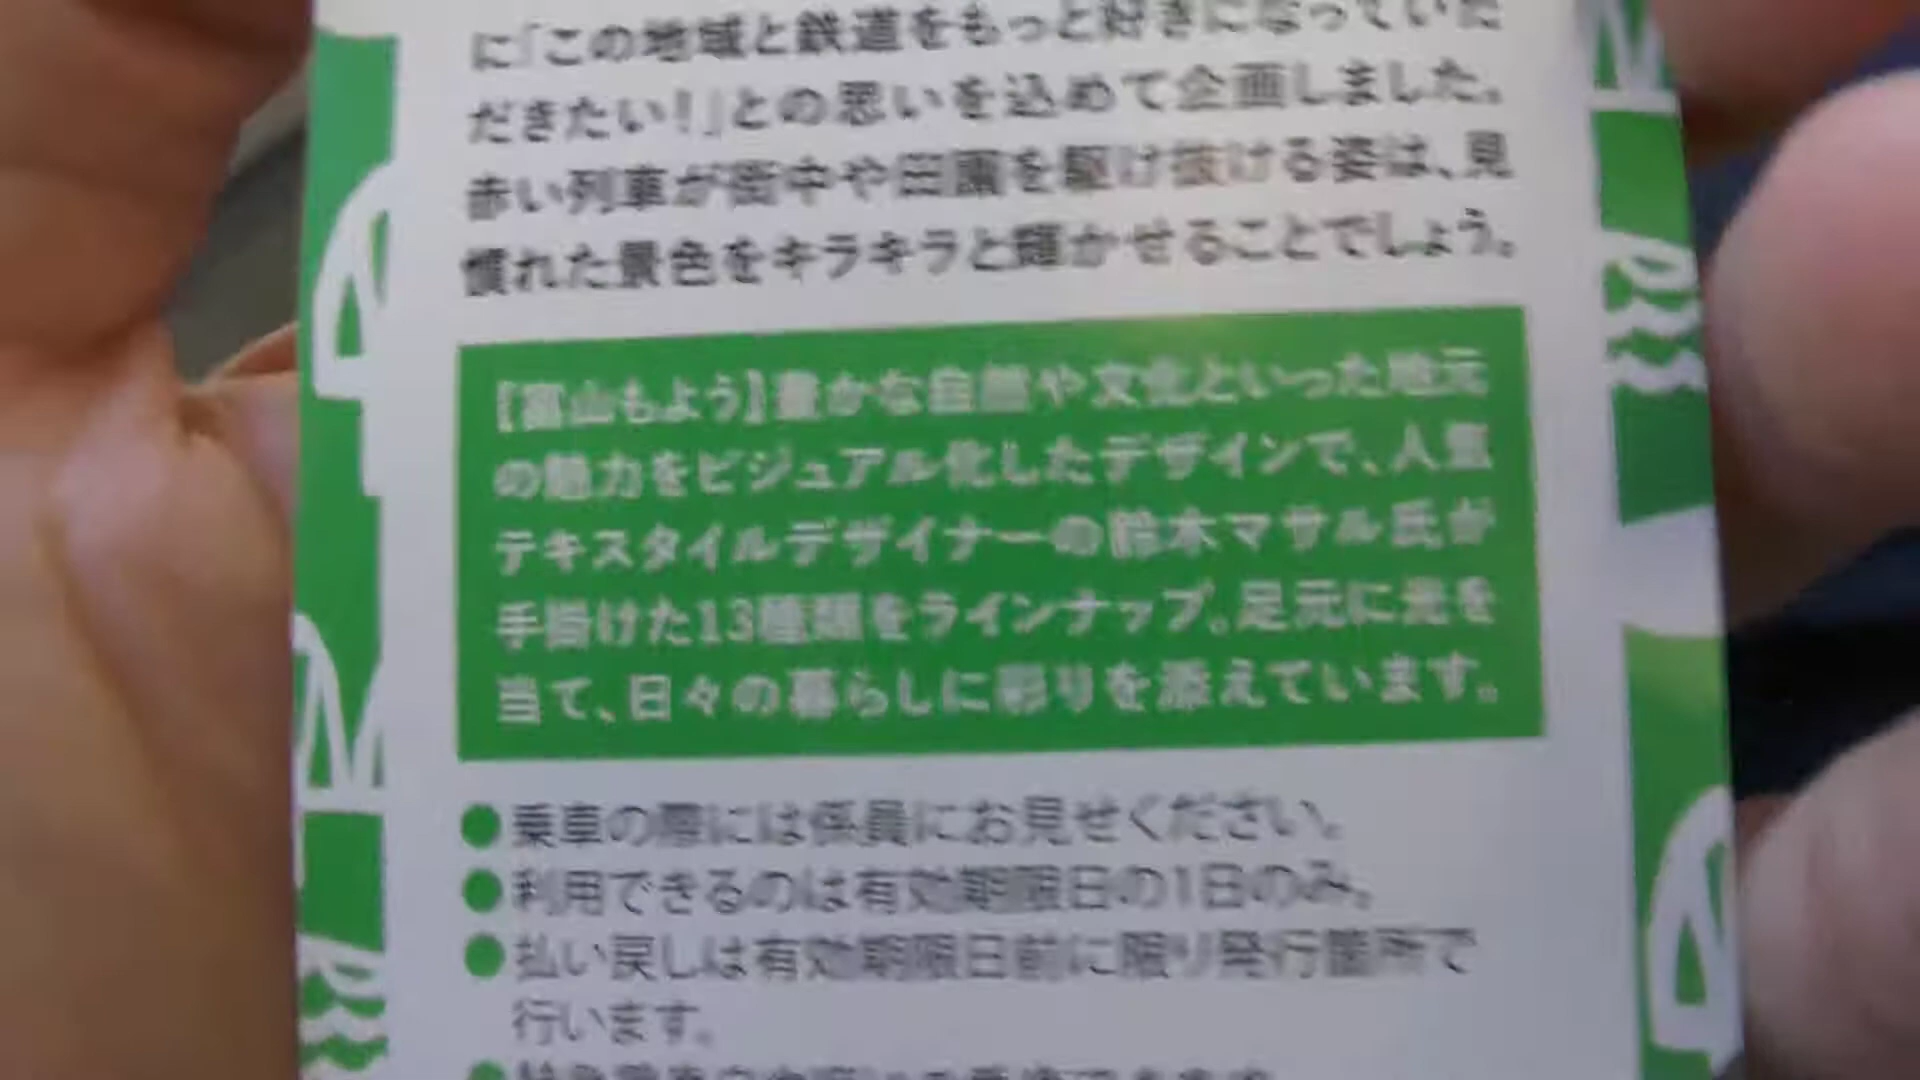 に「この地域と鉄道をもっと好きになっていた
だきたい！」との思いを込めて企画しました。
赤い列車が街中や田園を駆け抜ける姿は、見
慣れた景色をキラキラと輝かせることでしょう。
【富山もよう】豊かな自然や文化といった地元
の魅力をビジュアル化したデザインで、人気
テキスタイルデザイナーの鈴木マサル氏が
手掛けた13種類をラインナップ。足元に光を
当て、日々の暮らしに彩りを添えています。
●乗車の際には係員にお見せください。
●利用できるのは有効期限日の1日のみ。
●払い戻しは有効期限日前に限り発行箇所で
行います。